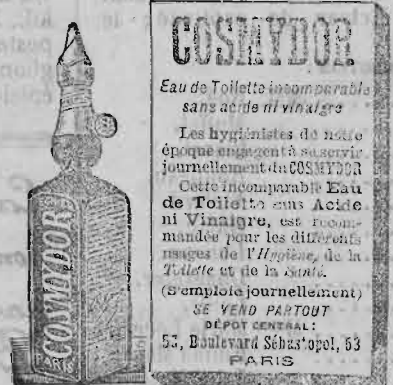 COSMYDOR
PARIS
COSMYDOR
Eau de Toilette incomparable
sans acide ni vinaigre
Les hygiénistes de notre
époque engagent à se servir
journellement du COSMYDOR
Cette incomparable Eau
de Toilette sans Acide
ni Vinaigre, est recom-
mandée pour les différents
usages de l'Hygiène, de la
Toilette et de la Santé.
(S'emploie journellement)
SE VEND PARTOUT
DÉPOT CENTRAL:
53, Boulevard Sébastopol, 53
PARIS